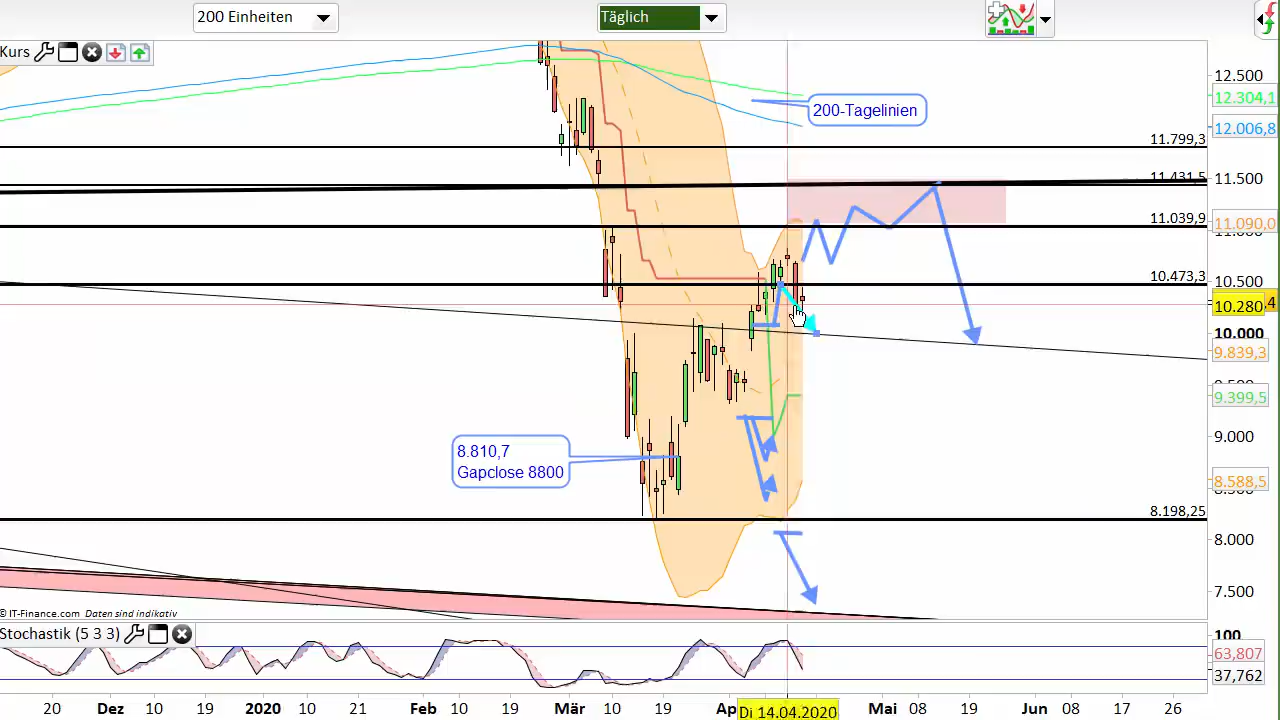 200 Einheiten
Täglich
Kurs
12.500
12.304,1
200-Tagelinien
12.006,8
11.799,3
11.431,5
11.500
11.039,9
11.090,0
10.473,3
10.500
10.280
10.000
9.839,3
9.399,5
8.810,7
Gapclose 8800
9.000
8.588,5
8.198,25
8.000
7.500
© IT-Finance.com Daten sind indikativ
Stochastik (5 3 3)
100
63,807
37,762
20 Dez 10 19 2020 10 21 Feb 10 19 Mär 10 19 Ap Di 14.04.2020 Mai 08 19 Jun 08 17 26